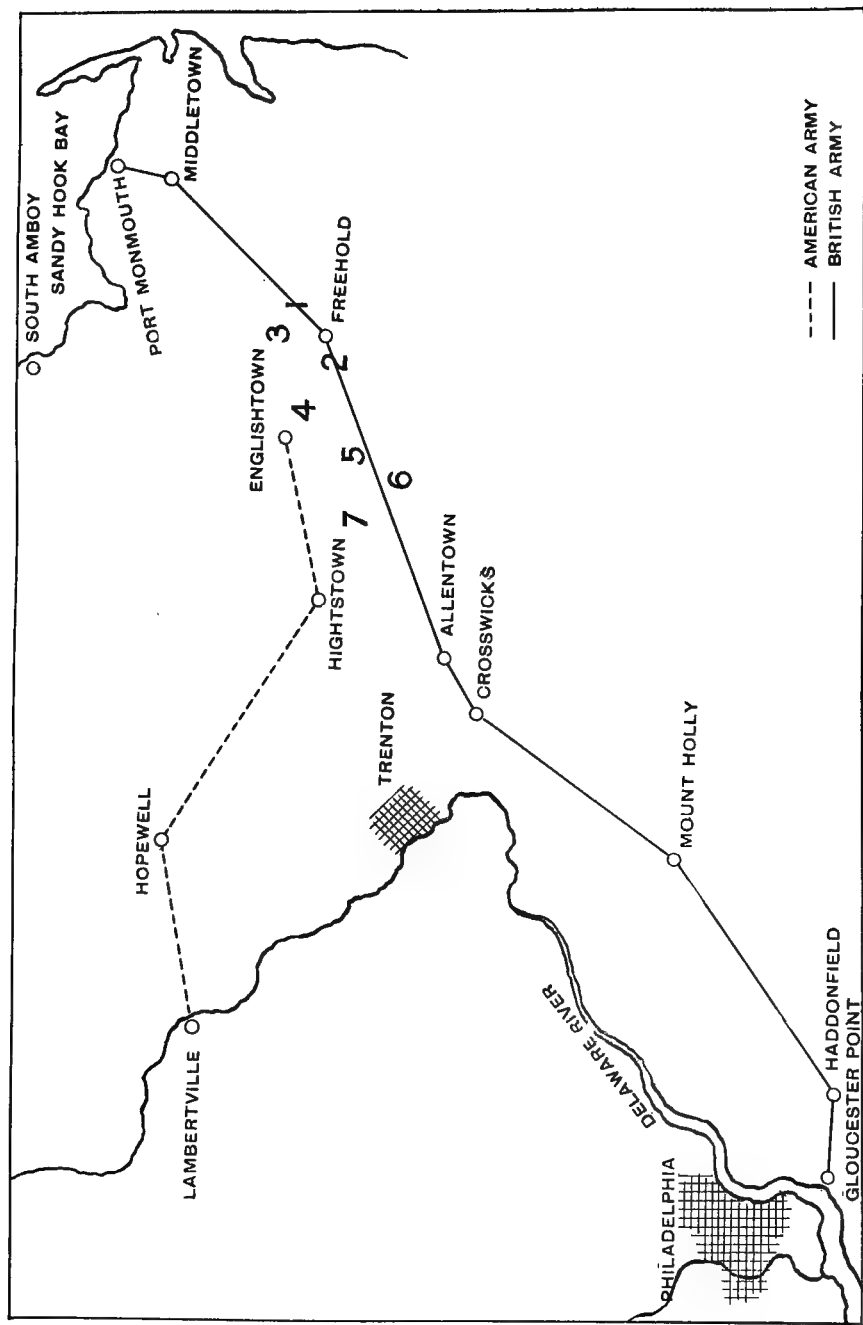 SOUTH AMBOY
SANDY HOOK BAY
PORT MONMOUTH
MIDDLETOWN
FREEHOLD
ENGLISHTOWN
HIGHTSTOWN
ALLENTOWN
CROSSWICKS
TRENTON
HOPEWELL
LAMBERTVILLE
MOUNT HOLLY
DELAWARE RIVER
PHILADELPHIA
HADDONFIELD
GLOUCESTER POINT
1
2
3
4
5
6
7
AMERICAN ARMY
BRITISH ARMY